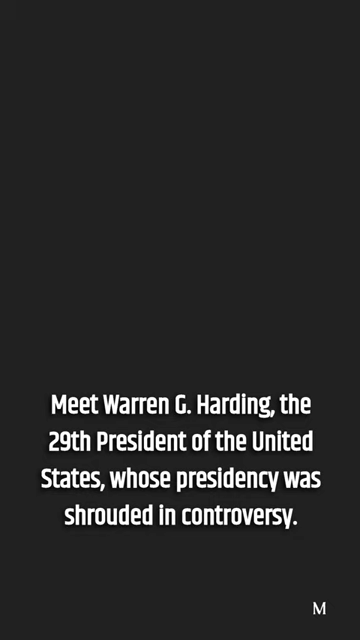 Meet Warren G. Harding, the
29th President of the United
States, whose presidency was
shrouded in controversy.
M